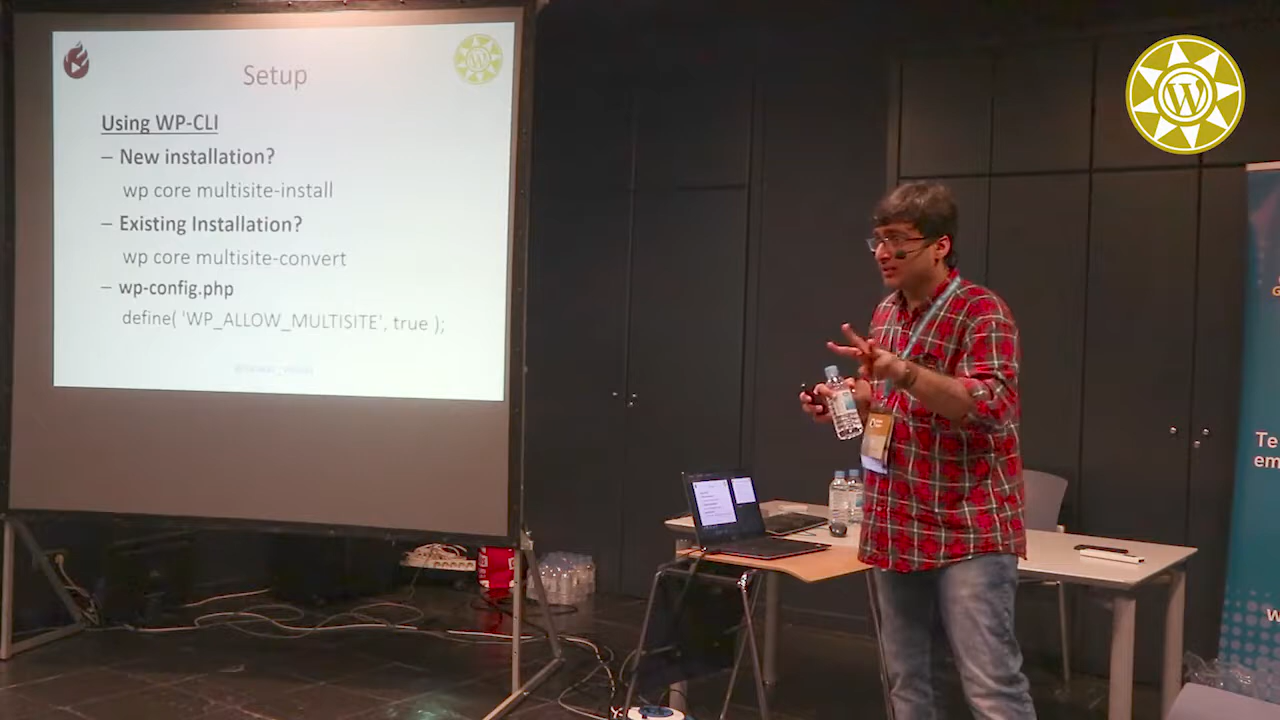 Setup
Using WP-CLI
– New installation?
wp core multisite-install
– Existing Installation?
wp core multisite-convert
– wp-config.php
define( 'WP_ALLOW_MULTISITE', true );